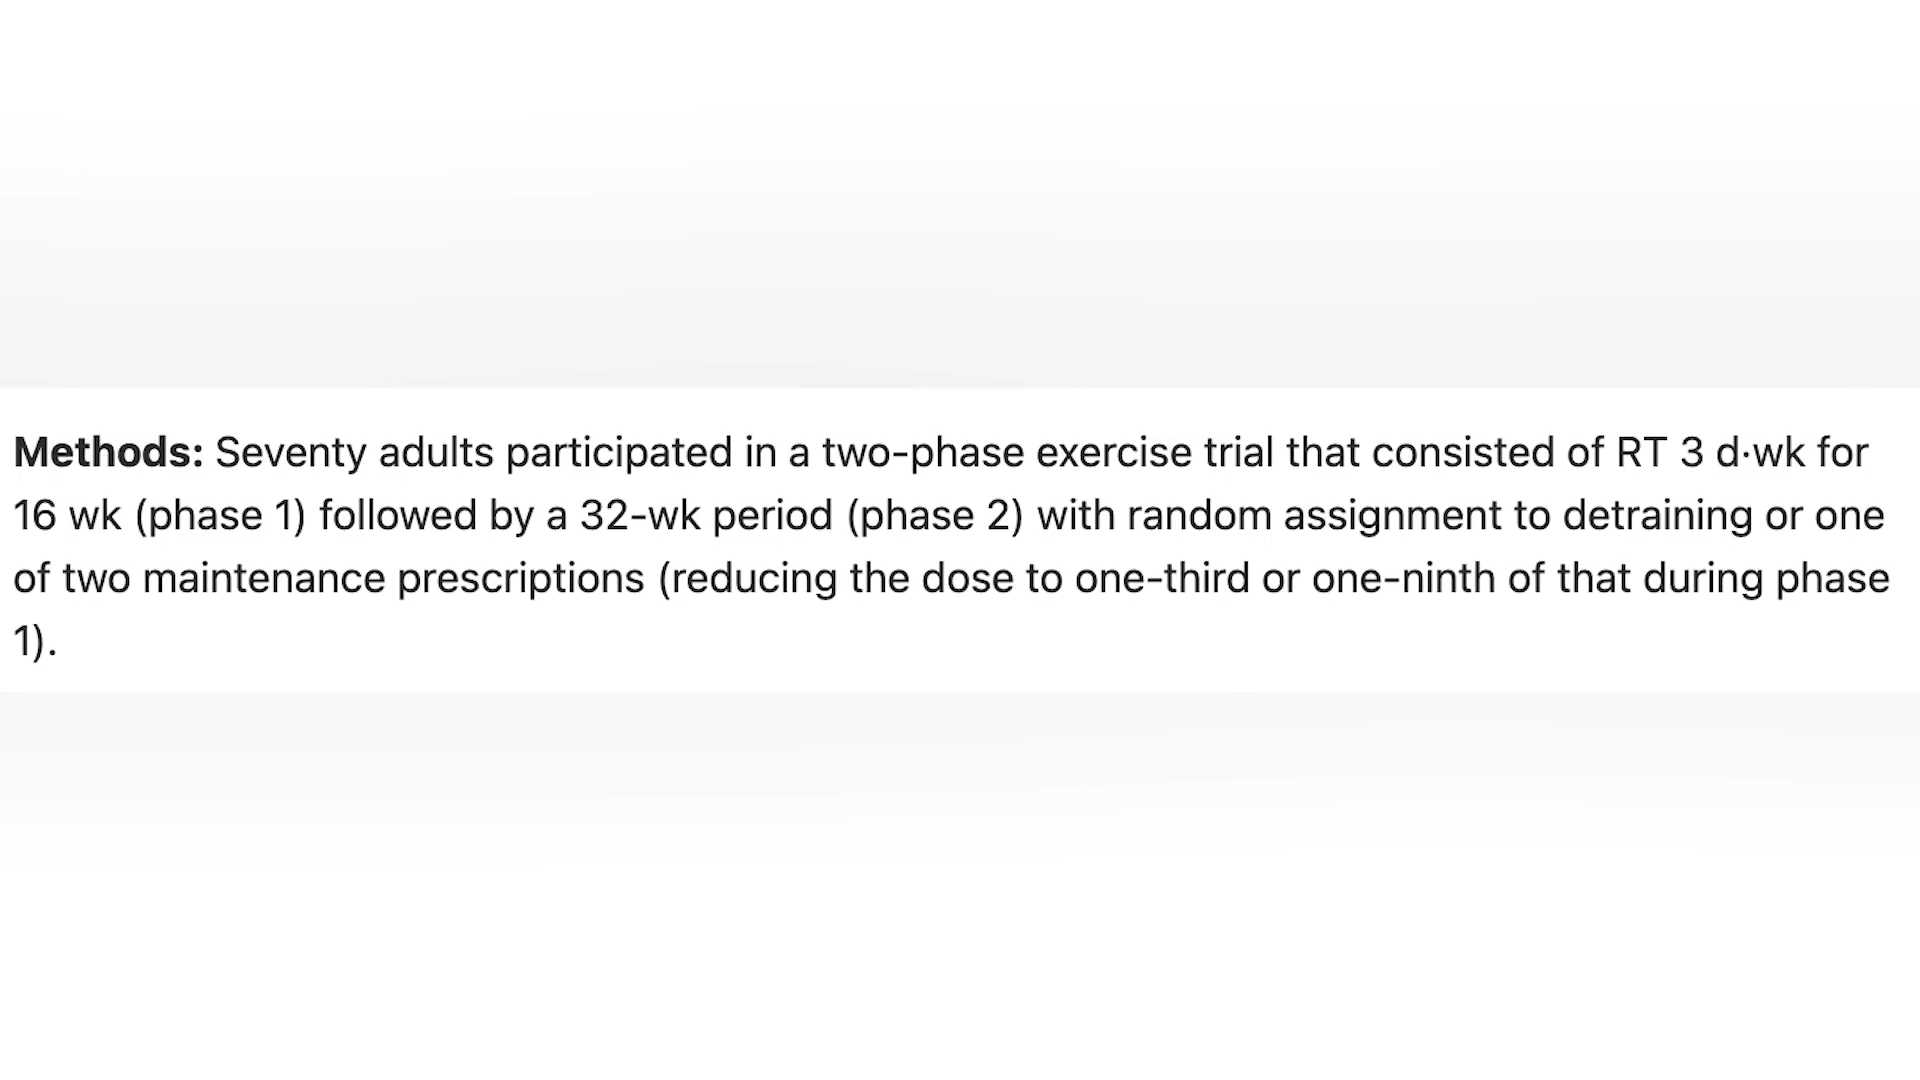 Methods: Seventy adults participated in a two-phase exercise trial that consisted of RT 3 d·wk for
16 wk (phase 1) followed by a 32-wk period (phase 2) with random assignment to detraining or one
of two maintenance prescriptions (reducing the dose to one-third or one-ninth of that during phase
1).